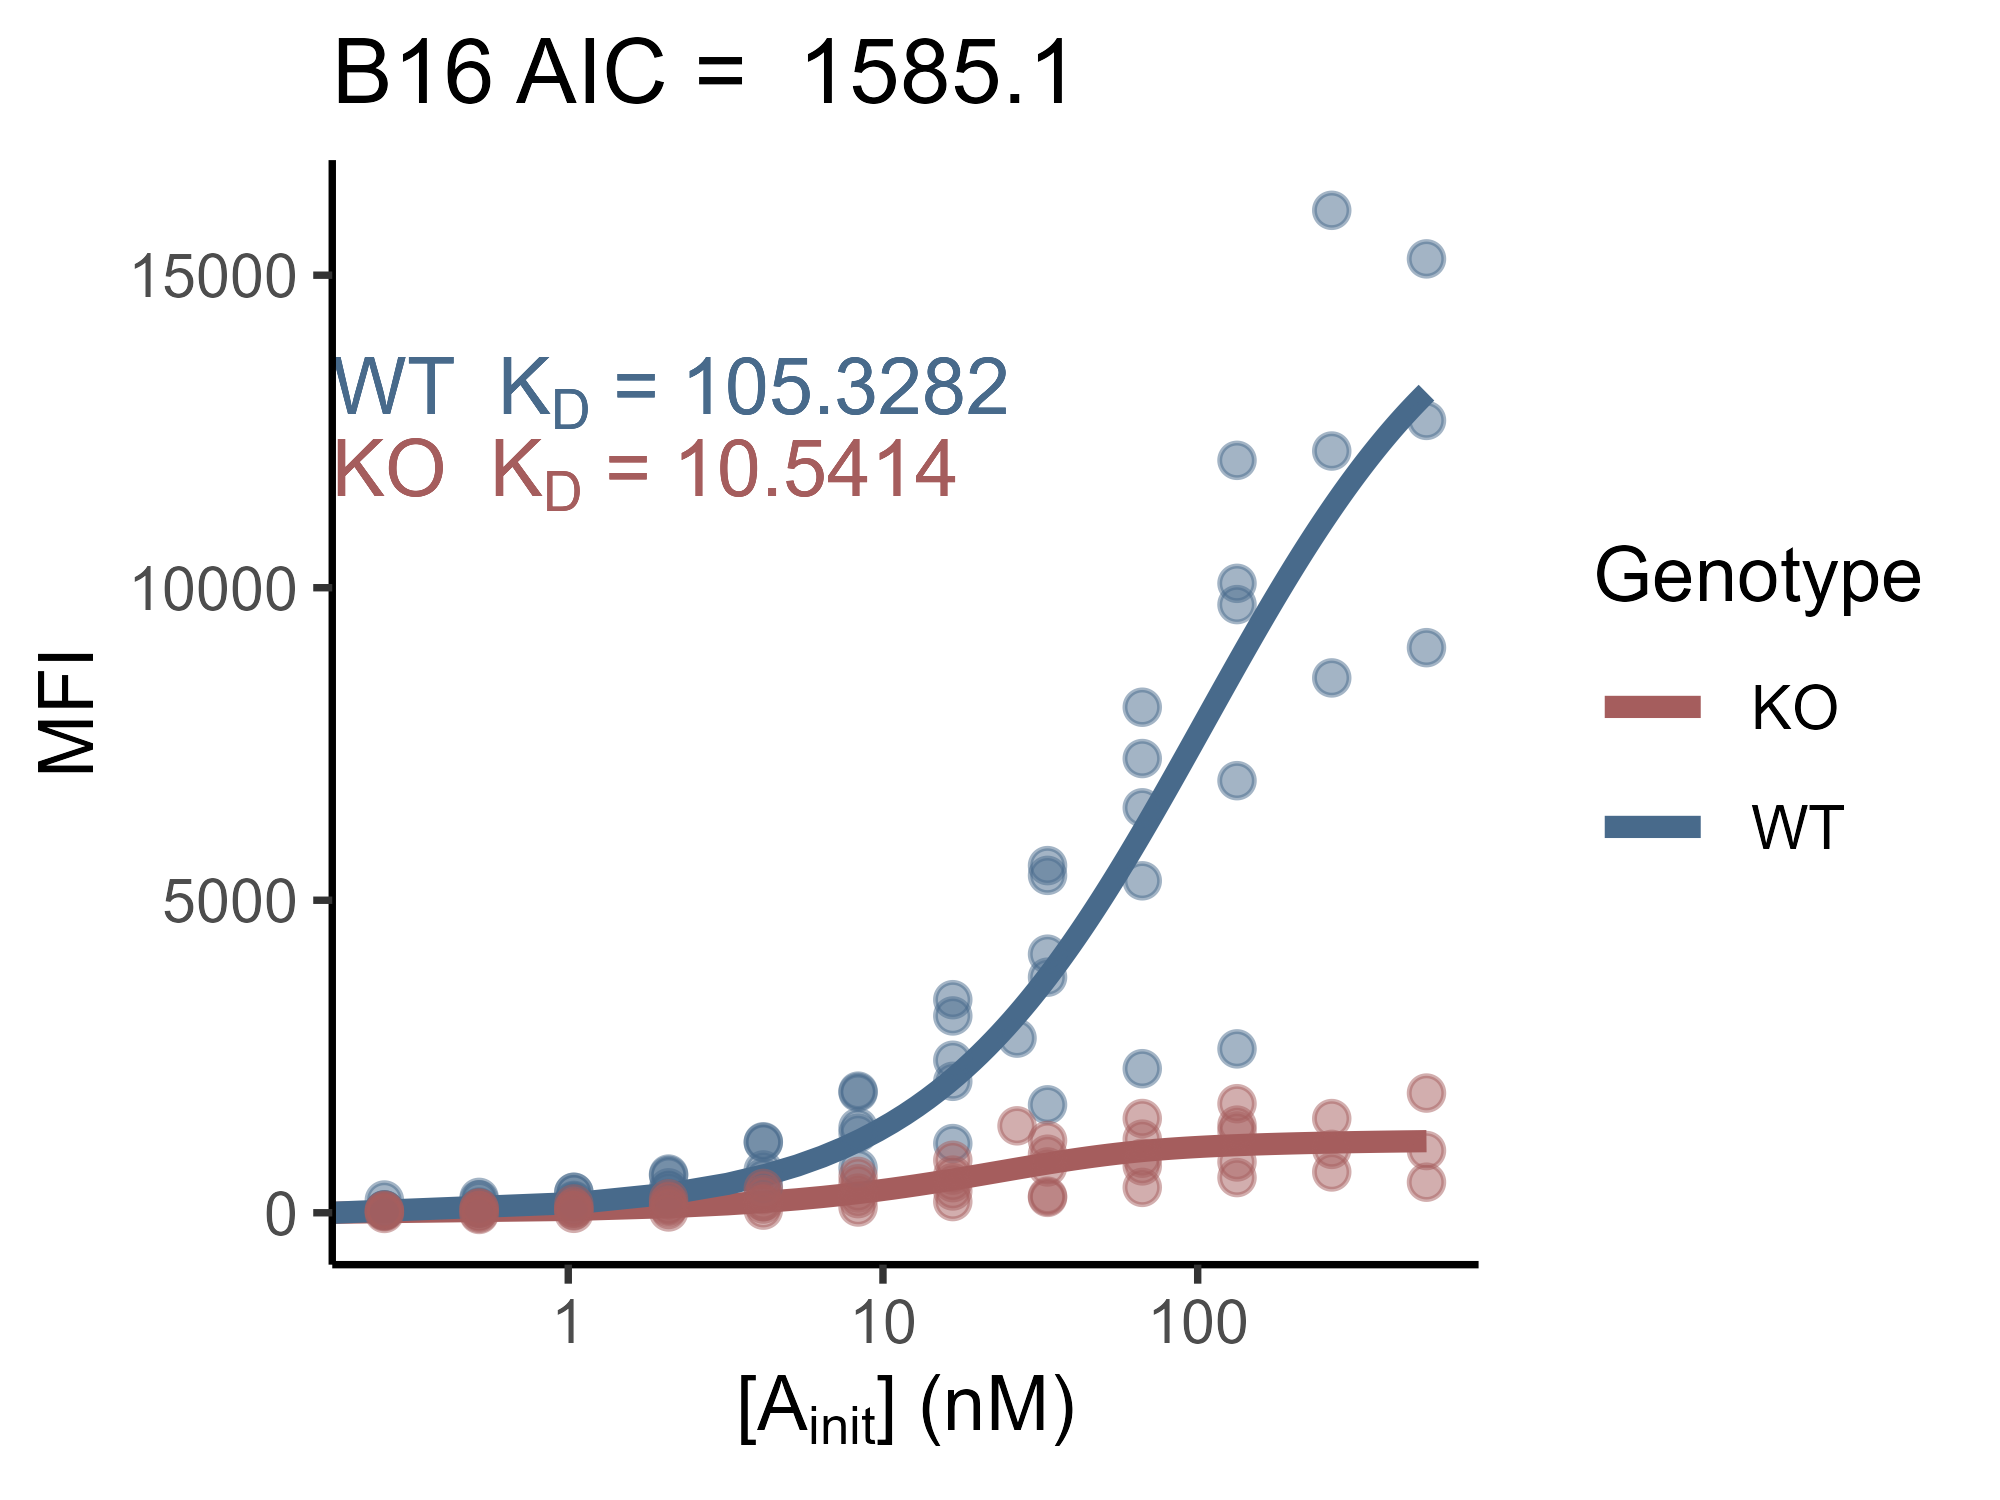 B16 AIC = 1585.1
15000
WT K_D = 105.3282
KO K_D = 10.5414
10000
5000
0
MFI
1 10 100
[A_init] (nM)
Genotype
KO
WT